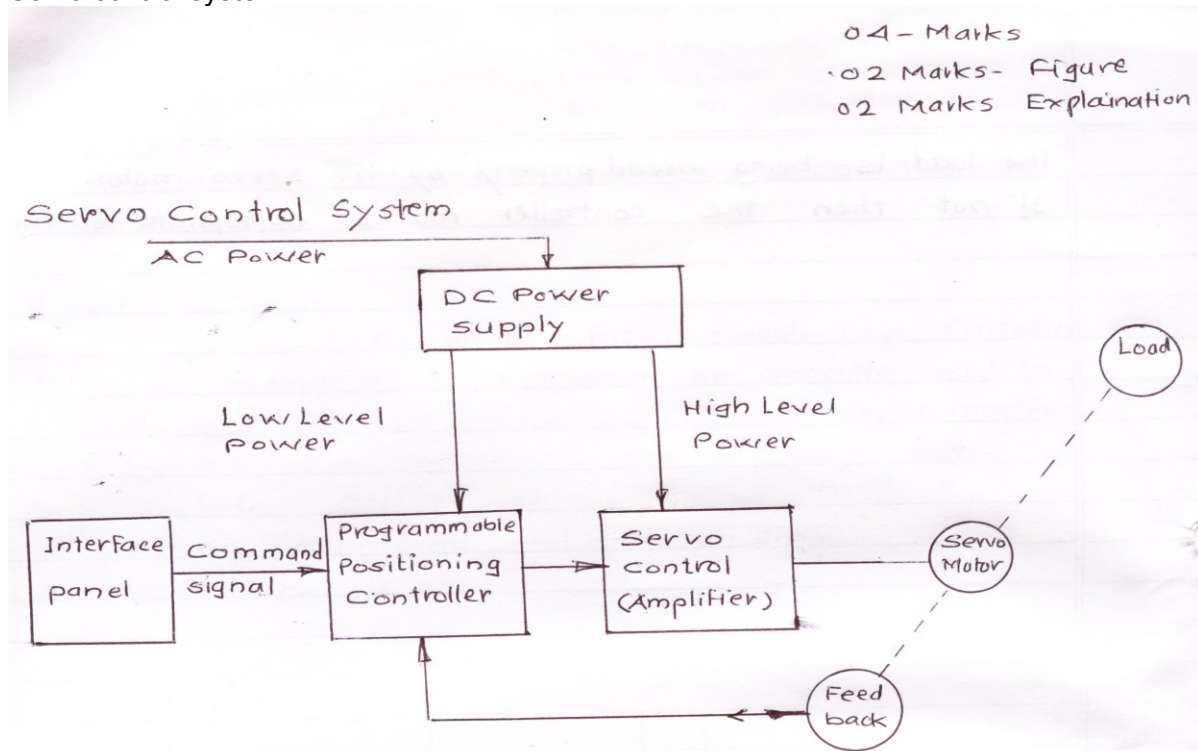 04 - Marks
02 Marks - Figure
02 Marks Explaination
Servo Control System
AC Power
DC Power
supply
Load
Low Level
Power
High Level
Power
Interface
panel
Command
signal
Programmable
Positioning
Controller
Servo
control
(Amplifier)
Servo
Motor
Feed
back